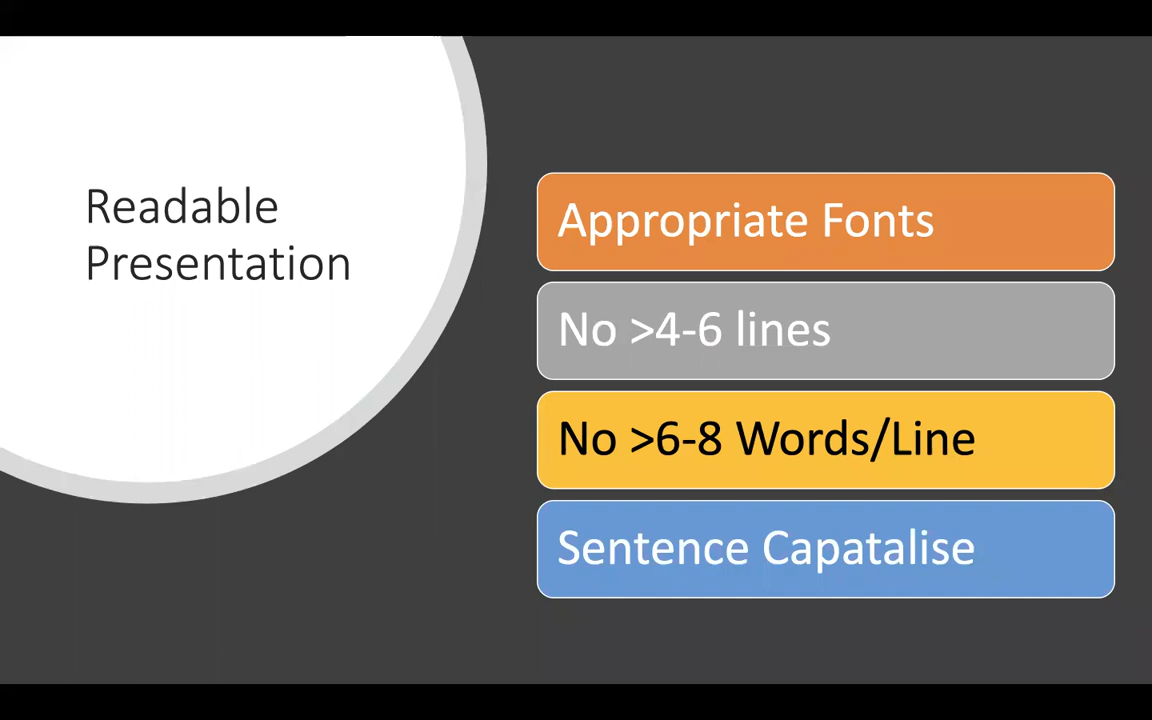 Readable
Presentation
Appropriate Fonts
No >4-6 lines
No >6-8 Words/Line
Sentence Capatalise